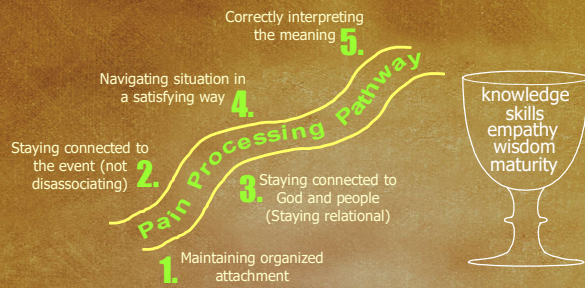 Correctly interpreting
the meaning 5.
Navigating situation in
a satisfying way 4.
Staying connected to
the event (not
disassociating) 2.
Pain Processing Pathway
3. Staying connected to
God and people
(Staying relational)
1. Maintaining organized
attachment
knowledge
skills
empathy
wisdom
maturity